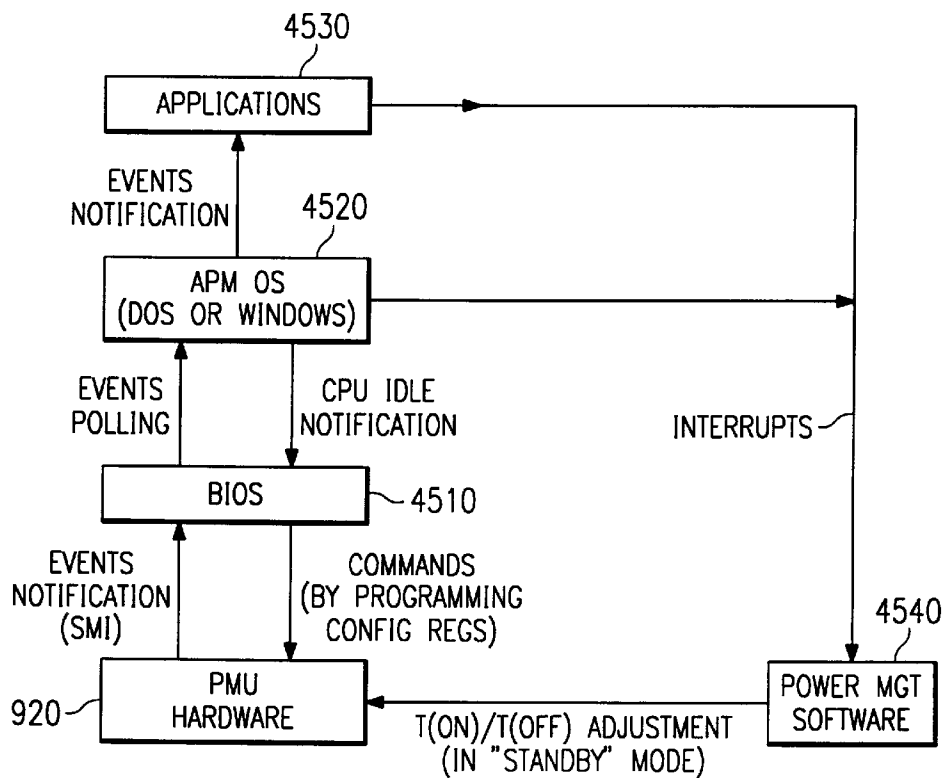 4530
APPLICATIONS
EVENTS
NOTIFICATION
4520
APM OS
(DOS OR WINDOWS)
EVENTS
POLLING
CPU IDLE
NOTIFICATION
INTERRUPTS
BIOS
4510
EVENTS
NOTIFICATION
(SMI)
COMMANDS
(BY PROGRAMMING
CONFIG REGS)
4540
920
PMU
HARDWARE
POWER MGT
SOFTWARE
T(ON)/T(OFF) ADJUSTMENT
(IN "STANDBY" MODE)